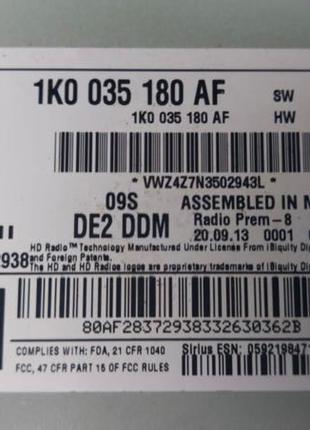 1K0 035 180 AF SW
1K0 035 180 AF HW
* VWZ4Z7N3502943L *
09S ASSEMBLED IN
DE2 DDM Radio Prem-8
20.09.13 0001
HD Radio™ Technology Manufactured Under License From iBiquity
2938 and Foreign Patents.
HD Radio™ and the HD Radio logos are proprietary trademarks of iBiquity
80AF28372938332630362B
COMPLIES WITH: FDA, 21 CFR 1040 Sirius ESN: 059219847
FCC, 47 CFR PART 15 OF FCC RULES